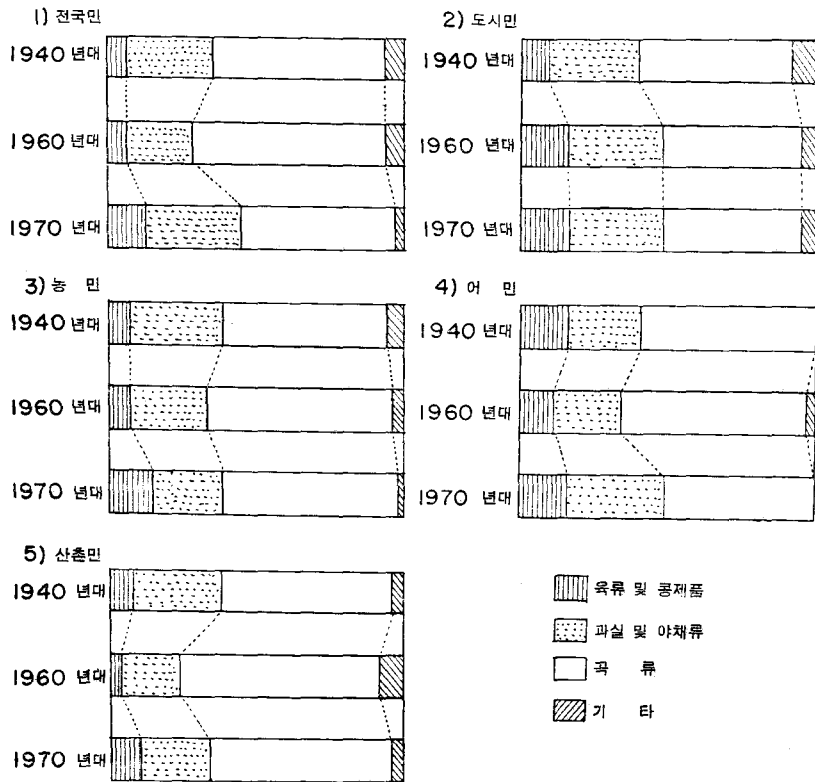 1) 전국민
1940 년대
1960 년대
1970 년대
2) 도시민
1940 년대
1960 년대
1970 년대
3) 농 민
1940 년대
1960 년대
1970 년대
4) 어 민
1940 년대
1960 년대
1970 년대
5) 산촌민
1940 년대
1960 년대
1970 년대
육류 및 콩제품
과실 및 야채류
곡 류
기 타